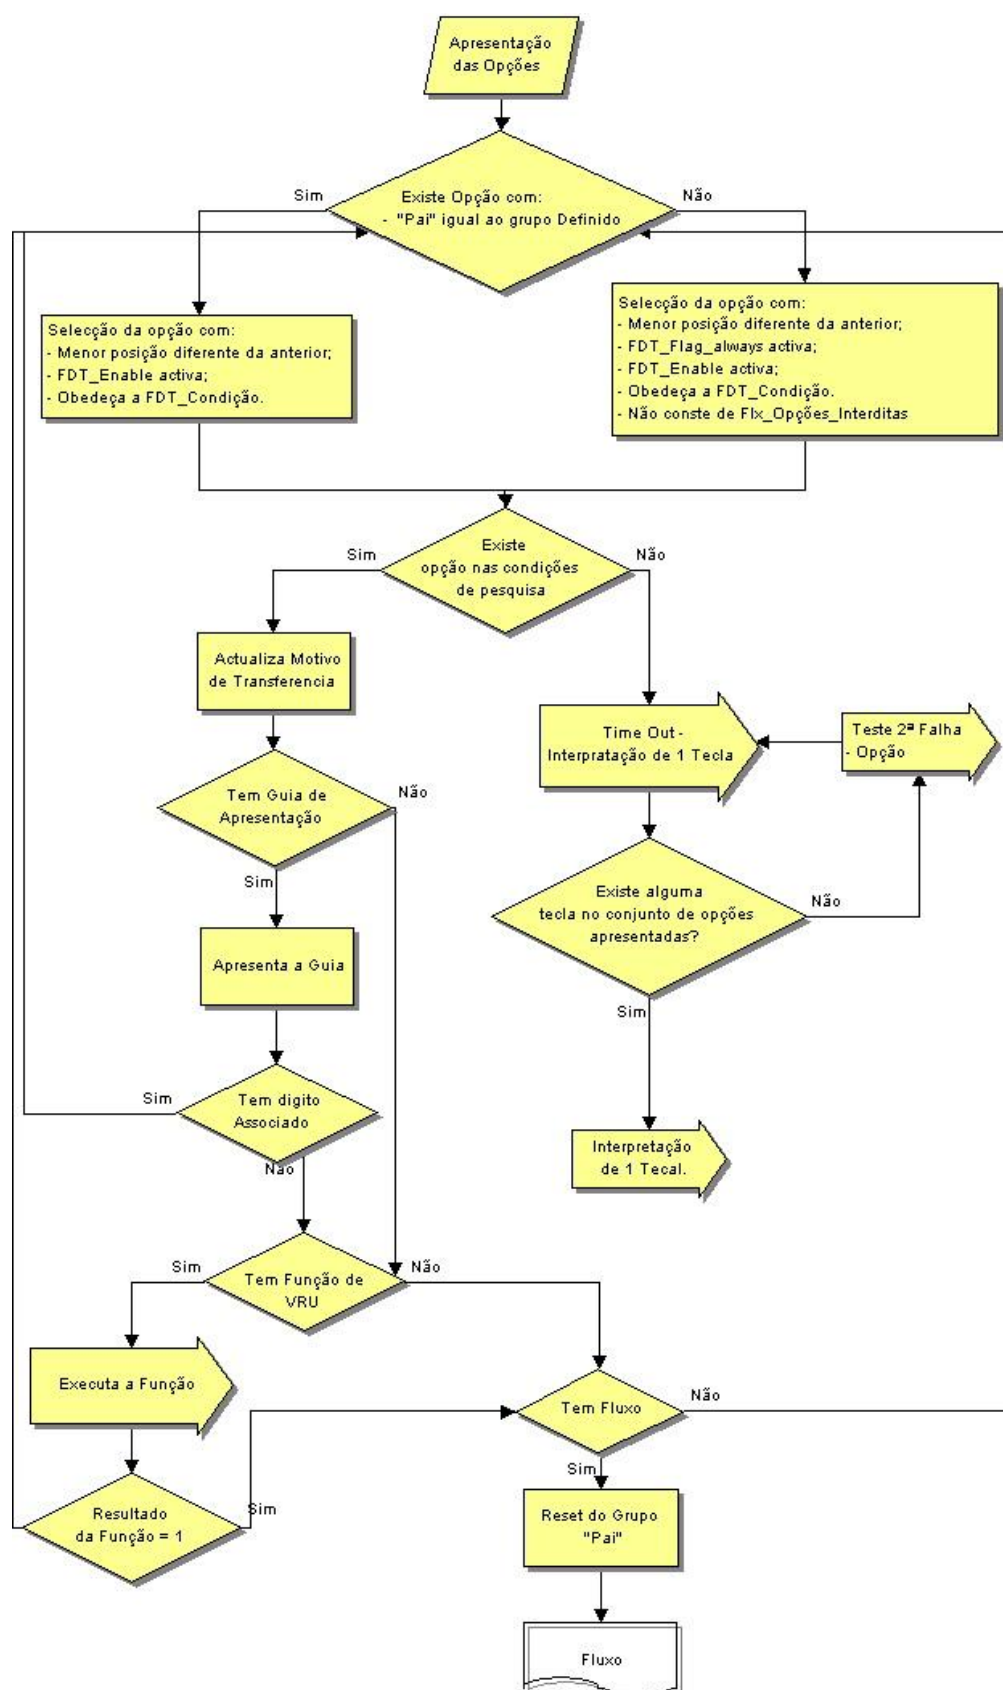 Apresentação
das Opções
Sim
Existe Opção com:
- "Pai" igual ao grupo Definido
Não
Selecção da opção com:
- Menor posição diferente da anterior;
- FDT_Enable activa;
- Obedeça a FDT_Condição.
Selecção da opção com:
- Menor posição diferente da anterior;
- FDT_Flag_always activa;
- FDT_Enable activa;
- Obedeça a FDT_Condição.
- Não conste de Flx_Opções_Interditas
Sim
Existe
opção nas condições
de pesquisa
Não
Actualiza Motivo
de Transferencia
Time Out -
Interpratação de 1 Tecla
Teste 2ª Falha
- Opção
Tem Guia de
Apresentação
Não
Sim
Existe alguma
tecla no conjunto de opções
apresentadas?
Não
Sim
Apresenta a Guia
Sim
Tem digito
Associado
Não
Interpretação
de 1 Tecal.
Sim
Tem Função de
VRU
Não
Executa a Função
Tem Fluxo
Não
Sim
Resultado
da Função = 1
Sim
Reset do Grupo
"Pai"
Fluxo